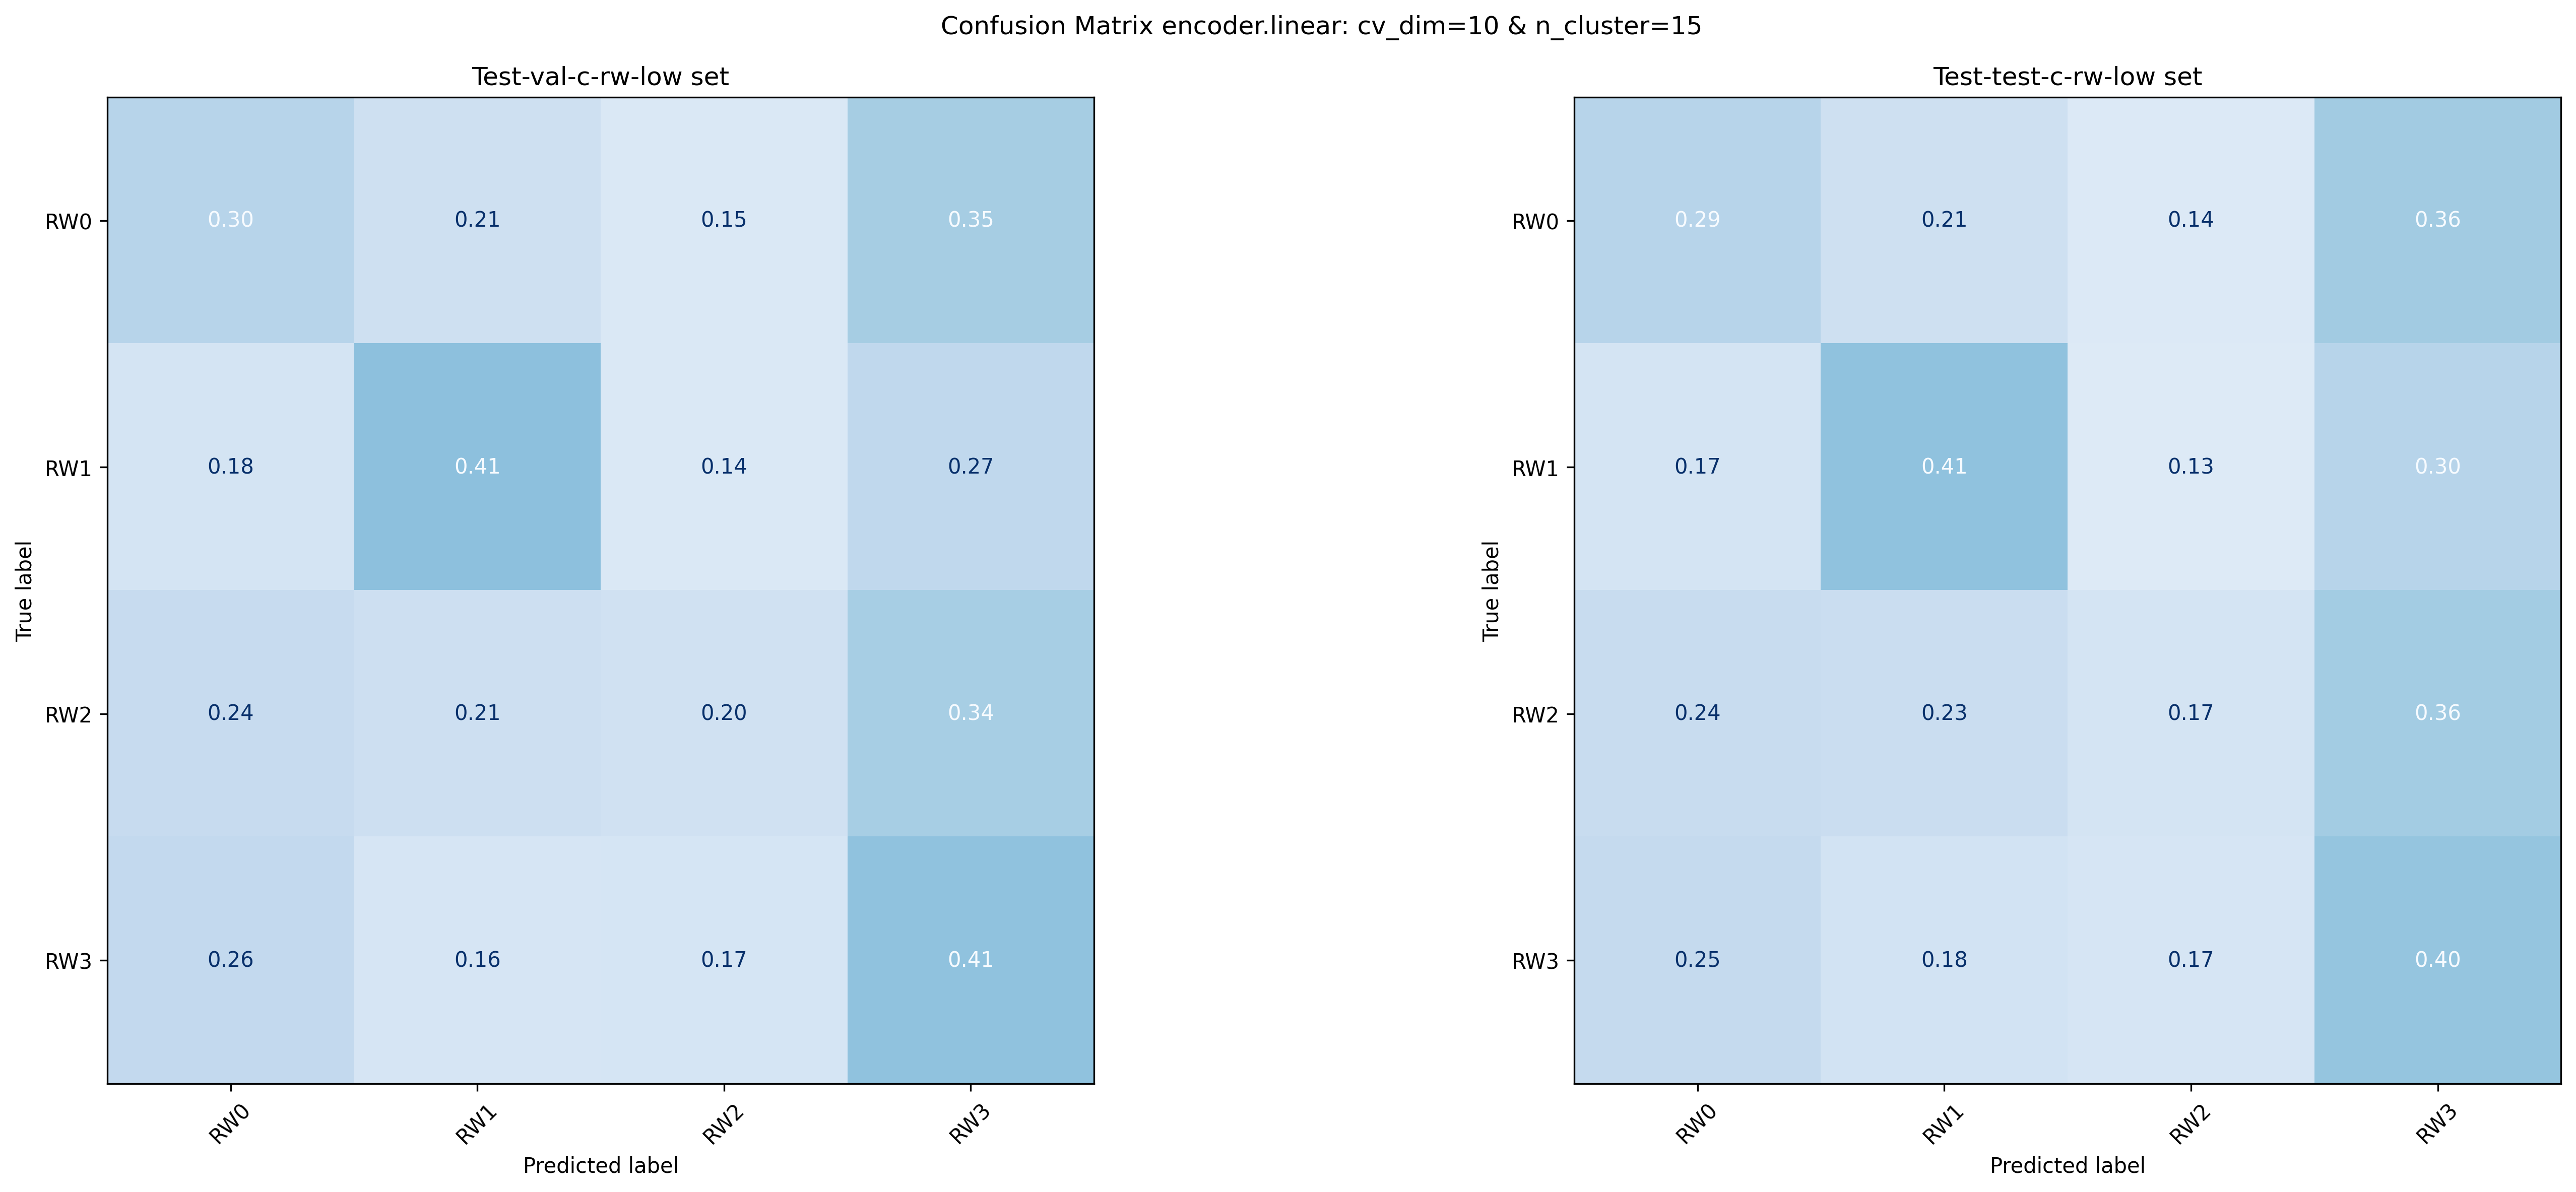 Confusion Matrix encoder.linear: cv_dim=10 & n_cluster=15
Test-val-c-rw-low set
True label
RW0 0.30 0.21 0.15 0.35
RW1 0.18 0.41 0.14 0.27
RW2 0.24 0.21 0.20 0.34
RW3 0.26 0.16 0.17 0.41
RW0 RW1 RW2 RW3
Predicted label
Test-test-c-rw-low set
True label
RW0 0.29 0.21 0.14 0.36
RW1 0.17 0.41 0.13 0.30
RW2 0.24 0.23 0.17 0.36
RW3 0.25 0.18 0.17 0.40
RW0 RW1 RW2 RW3
Predicted label